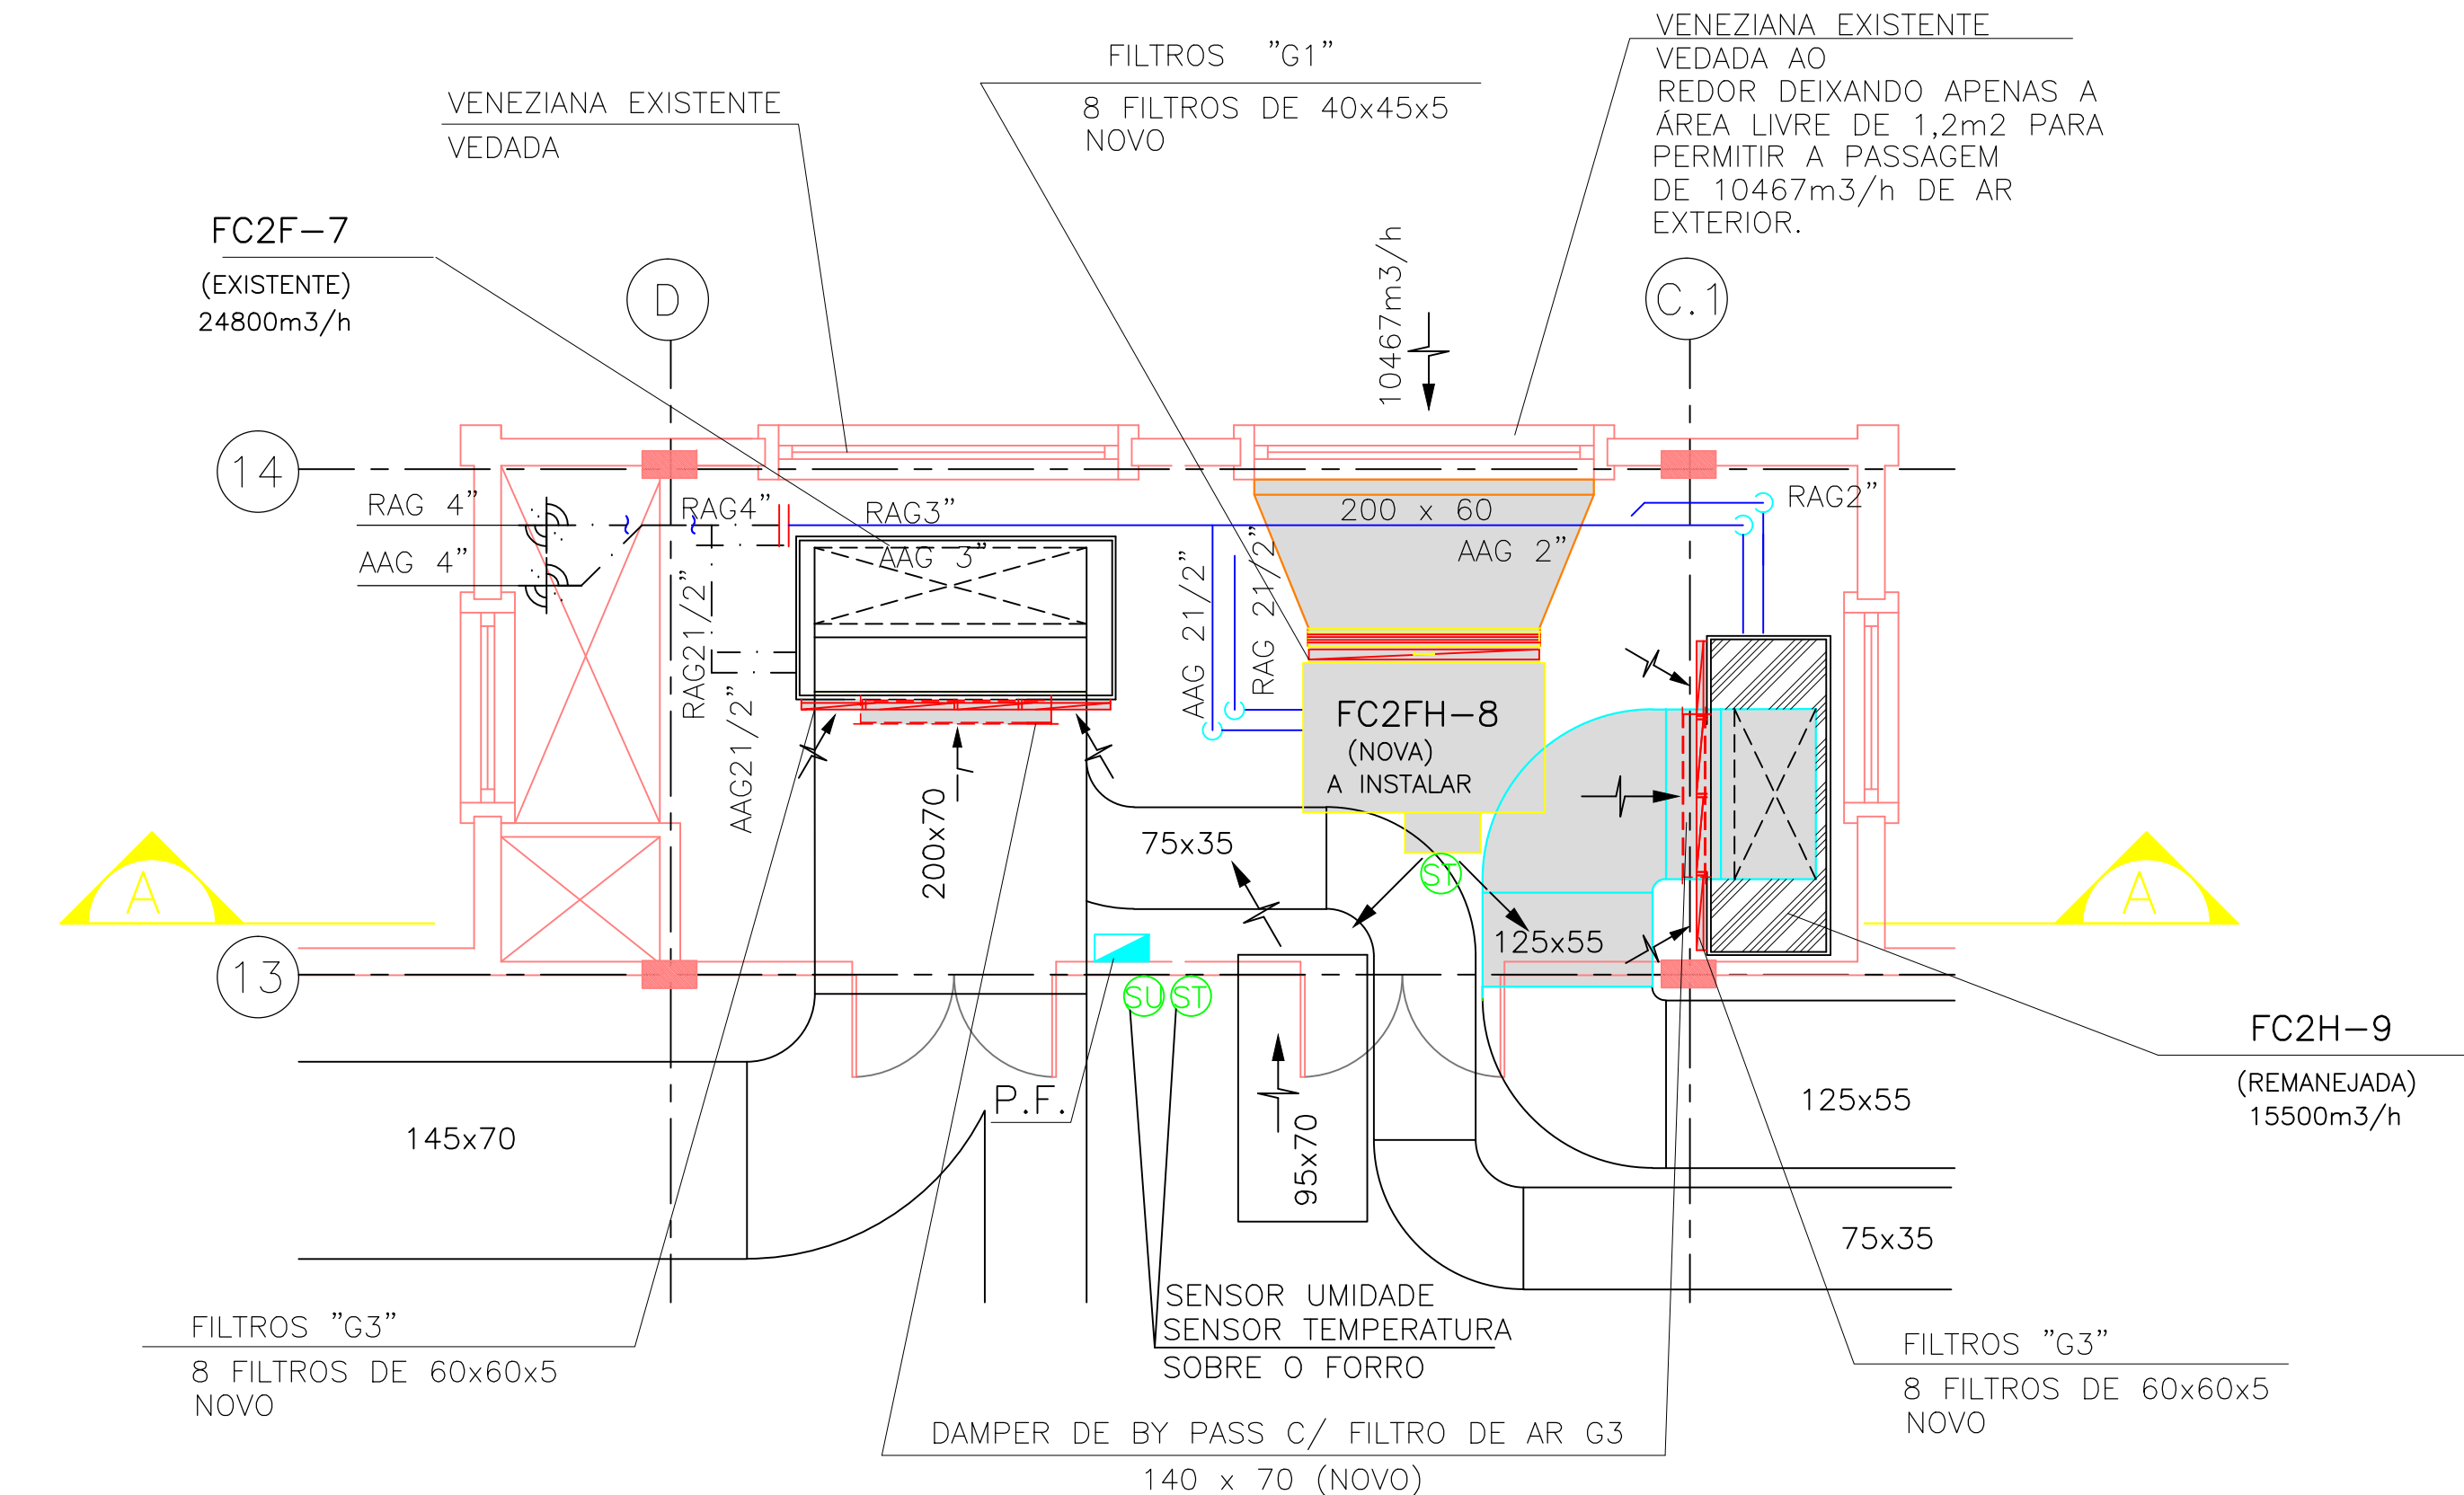 VENEZIANA EXISTENTE
VEDADA
FILTROS "G1"
8 FILTROS DE 40x45x5
NOVO
VENEZIANA EXISTENTE
VEDADA AO
REDOR DEIXANDO APENAS A
ÁREA LIVRE DE 1,2m2 PARA
PERMITIR A PASSAGEM
DE 10467m3/h DE AR
EXTERIOR.
FC2F-7
(EXISTENTE)
24800m3/h
D
10467m3/h
C.1
14
RAG 4"
AAG 4"
RAG4"
RAG3"
AAG 3"
200 x 60
AAG 2"
RAG2"
RAG21/2"
AAG21/2"
AAG 21/2"
RAG 21/2"
FC2FH-8
(NOVA)
A INSTALAR
200x70
75x35
ST
125x55
A
A
13
SU
ST
P.F.
95x70
145x70
125x55
75x35
FC2H-9
(REMANEJADA)
15500m3/h
SENSOR UMIDADE
SENSOR TEMPERATURA
SOBRE O FORRO
FILTROS "G3"
8 FILTROS DE 60x60x5
NOVO
FILTROS "G3"
8 FILTROS DE 60x60x5
NOVO
DAMPER DE BY PASS C/ FILTRO DE AR G3
140 x 70 (NOVO)